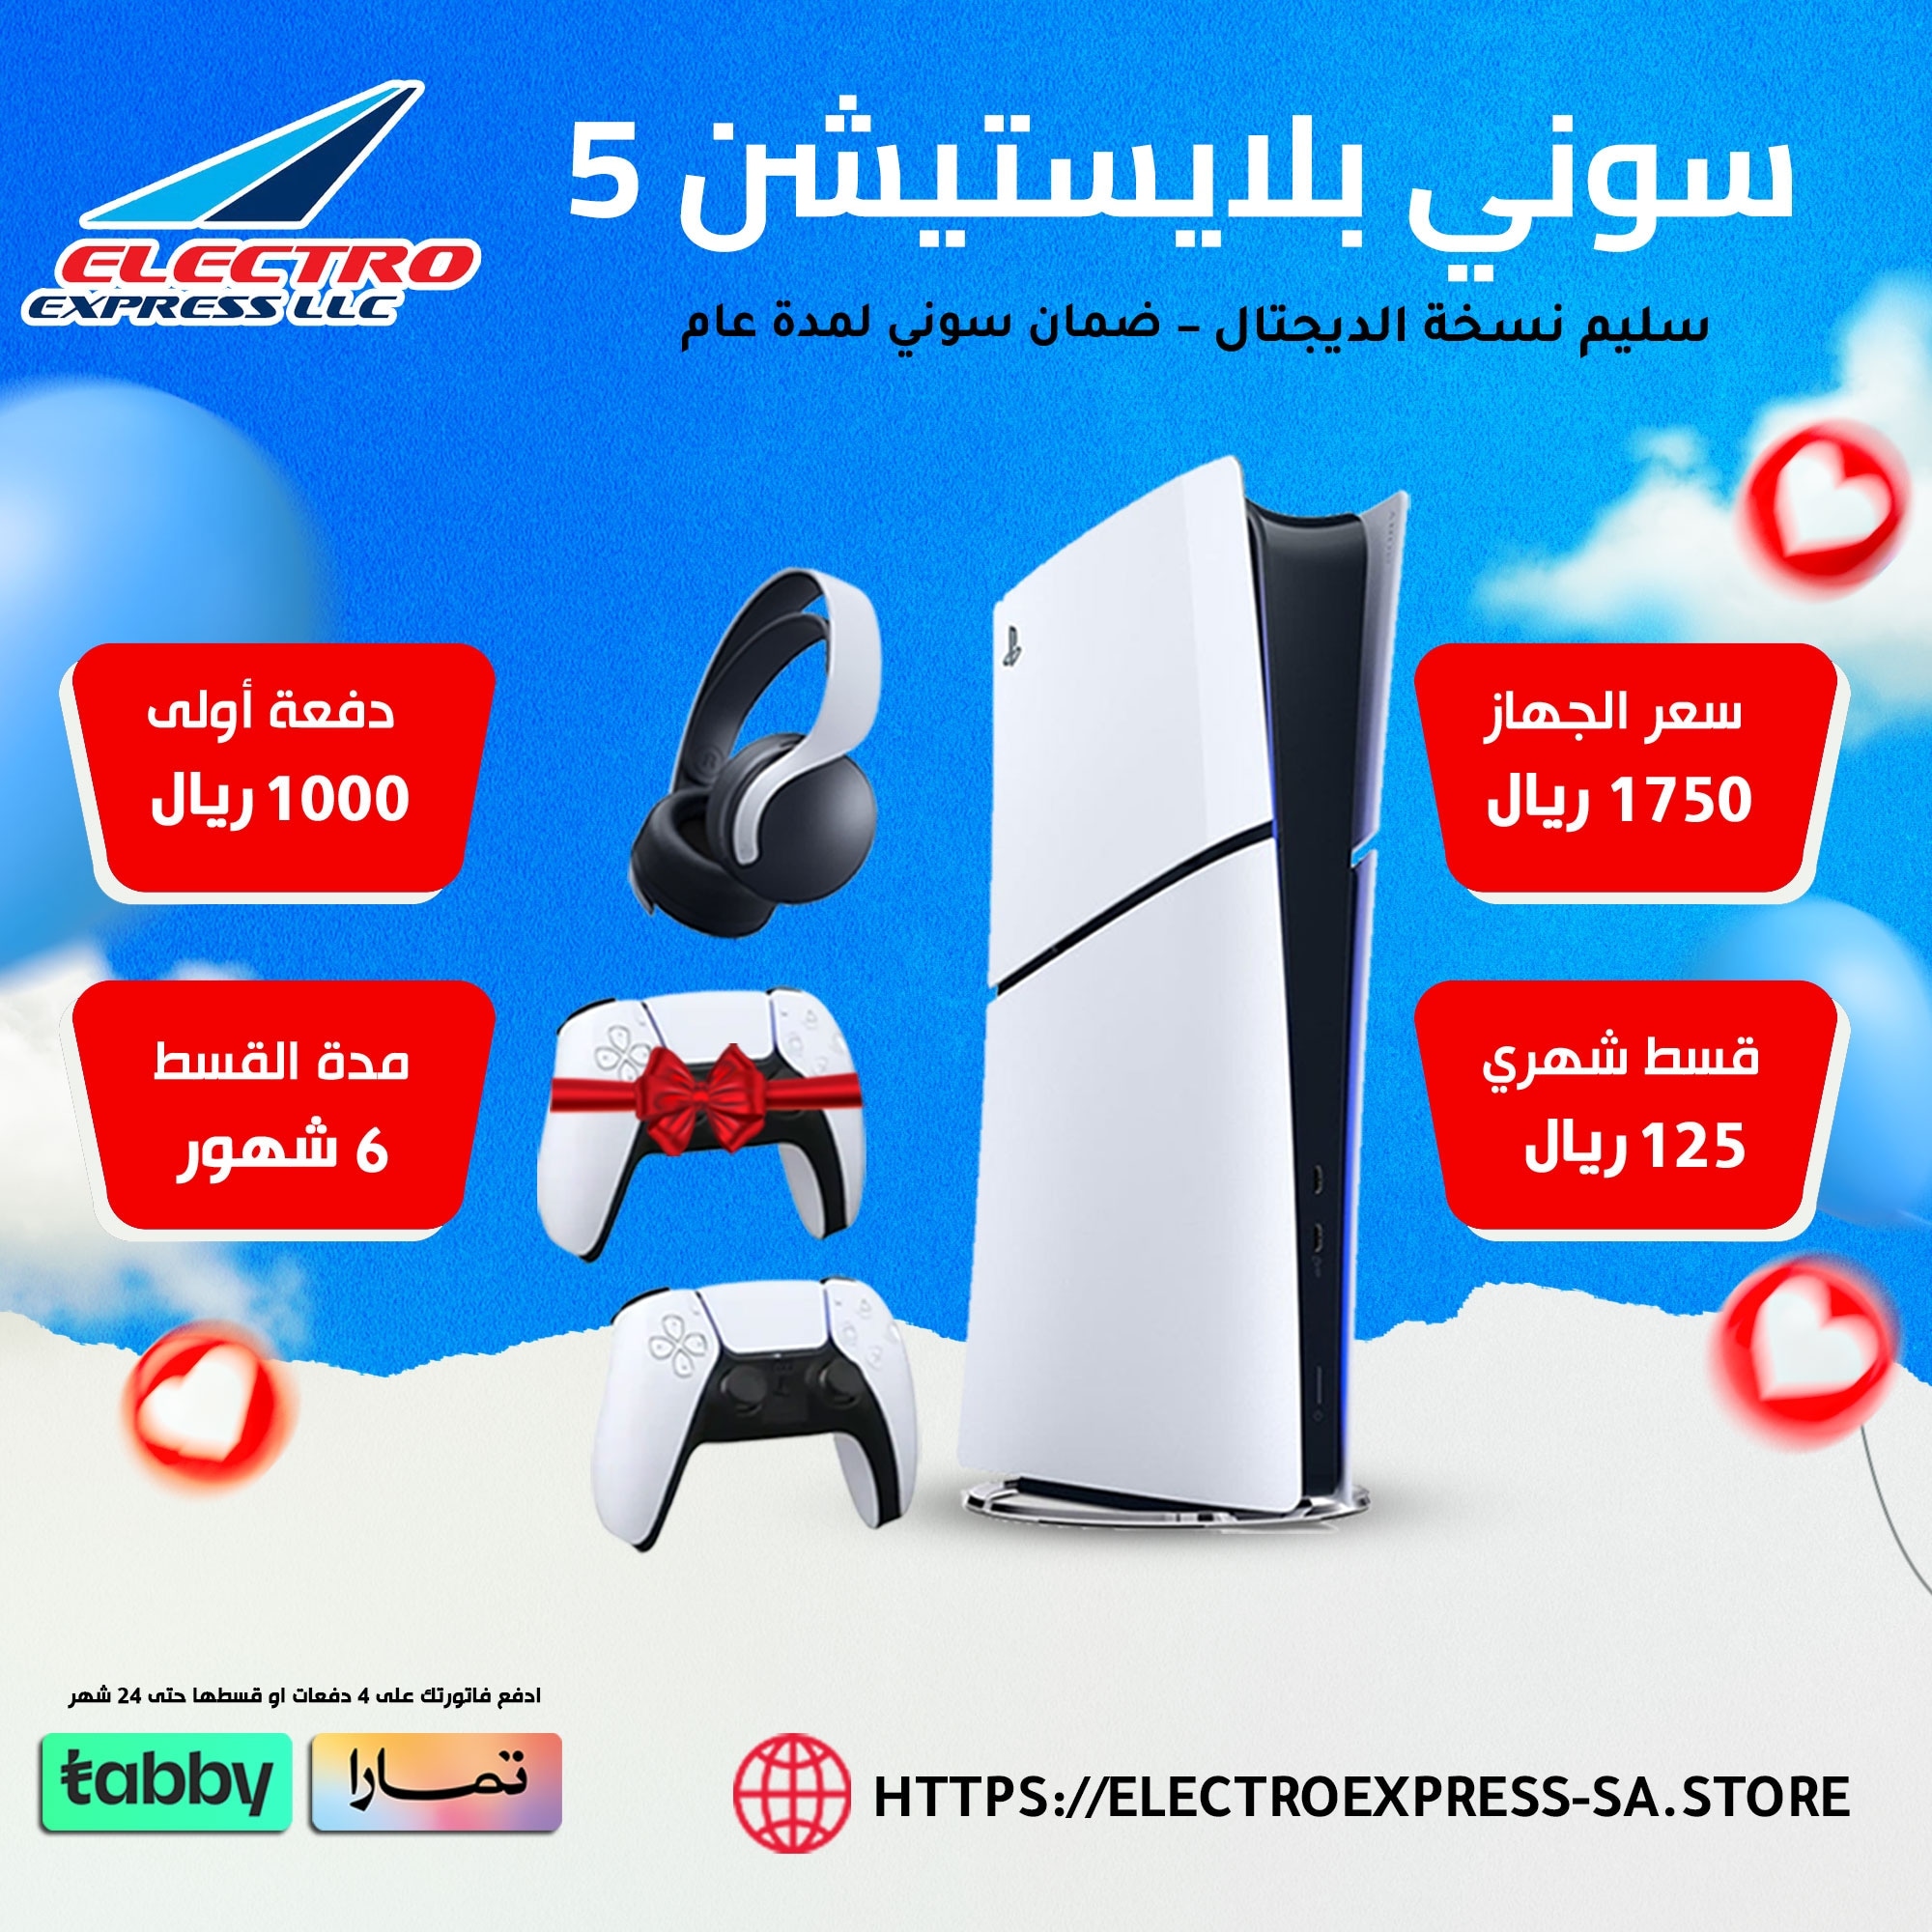 ELECTRO
EXPRESS LLC
سوني بلايستيشن 5
سليم نسخة الديجتال – ضمان سوني لمدة عام
سعر الجهاز
1750 ريال
دفعة أولى
1000 ريال
قسط شهري
125 ريال
مدة القسط
6 شهور
ادفع فاتورتك على 4 دفعات او قسطها حتى 24 شهر
tabby
تمارا
HTTPS://ELECTROEXPRESS-SA.STORE